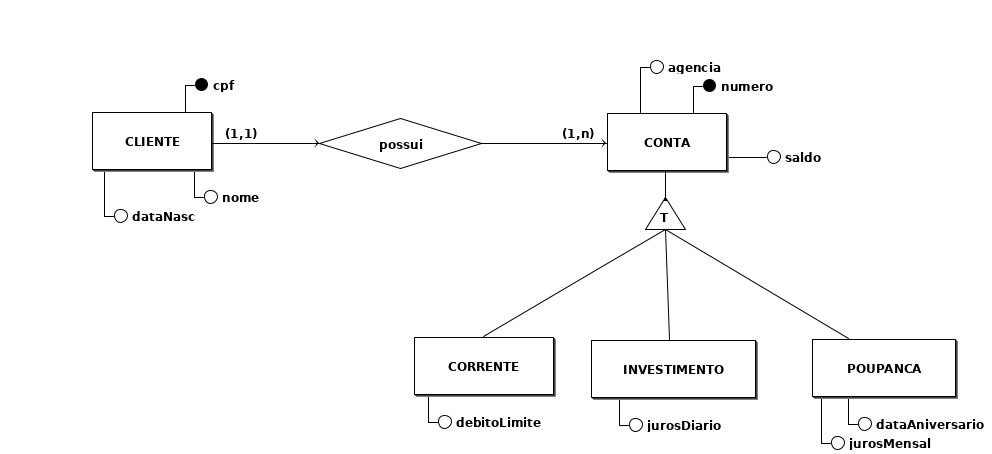 agencia
cpf
numero
CLIENTE
(1,1)
possui
(1,n)
CONTA
saldo
nome
dataNasc
T
CORRENTE
INVESTIMENTO
POUPANCA
debitoLimite
jurosDiario
dataAniversario
jurosMensal